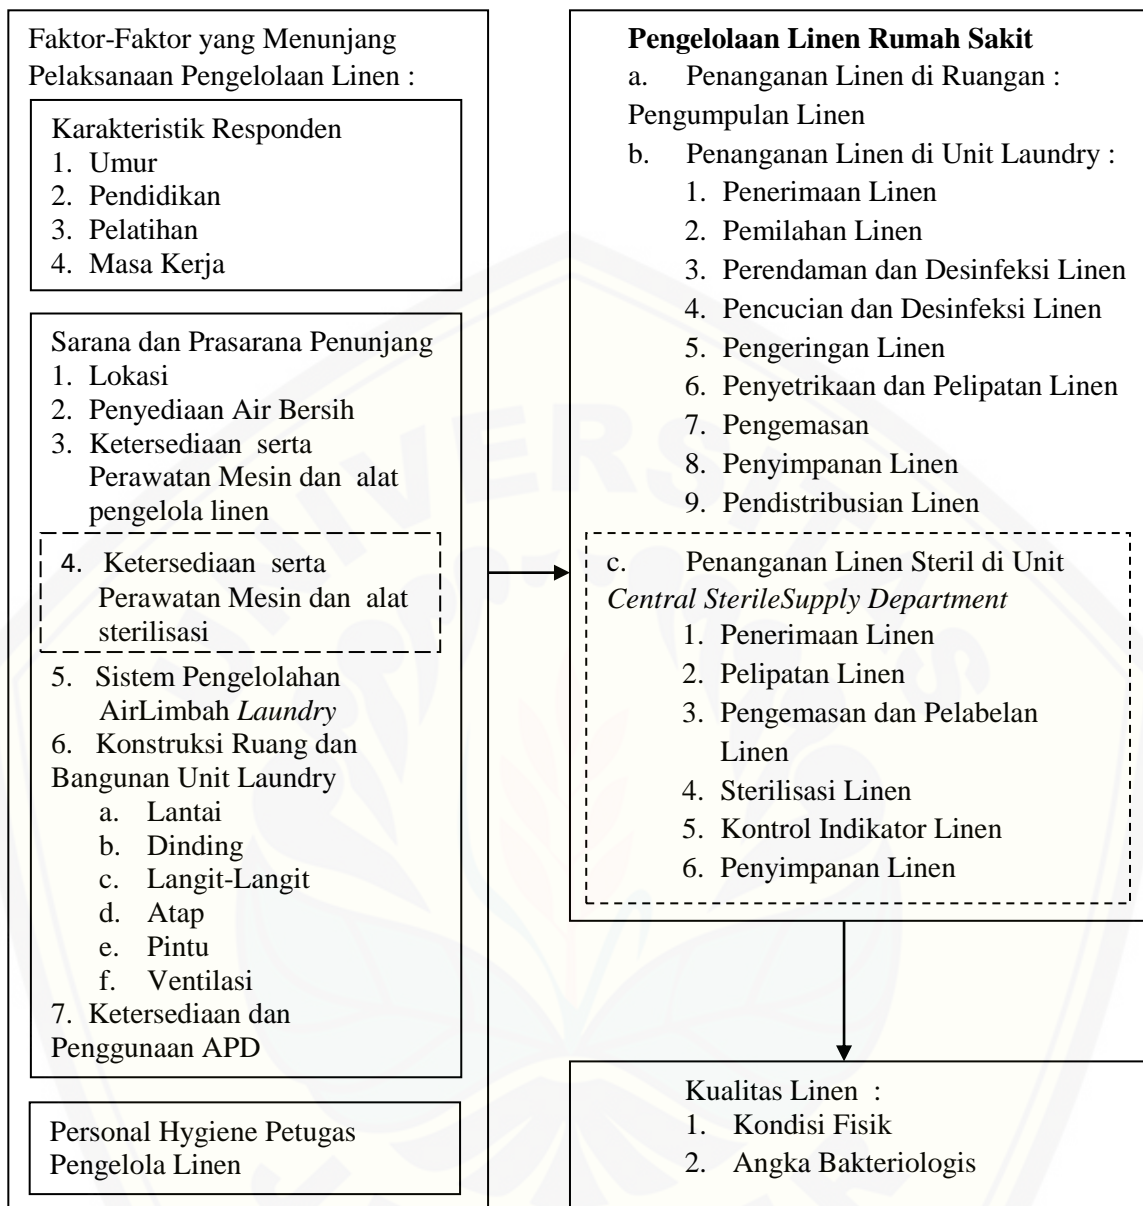 Faktor-Faktor yang Menunjang
Pelaksanaan Pengelolaan Linen :
Karakteristik Responden
1. Umur
2. Pendidikan
3. Pelatihan
4. Masa Kerja
Sarana dan Prasarana Penunjang
1. Lokasi
2. Penyediaan Air Bersih
3. Ketersediaan serta
Perawatan Mesin dan alat
pengelola linen
4. Ketersediaan serta
Perawatan Mesin dan alat
sterilisasi
5. Sistem Pengelolahan
AirLimbah Laundry
6. Konstruksi Ruang dan
Bangunan Unit Laundry
a. Lantai
b. Dinding
c. Langit-Langit
d. Atap
e. Pintu
f. Ventilasi
7. Ketersediaan dan
Penggunaan APD
Personal Hygiene Petugas
Pengelola Linen
Pengelolaan Linen Rumah Sakit
a. Penanganan Linen di Ruangan :
Pengumpulan Linen
b. Penanganan Linen di Unit Laundry :
1. Penerimaan Linen
2. Pemilahan Linen
3. Perendaman dan Desinfeksi Linen
4. Pencucian dan Desinfeksi Linen
5. Pengeringan Linen
6. Penyetrikaan dan Pelipatan Linen
7. Pengemasan
8. Penyimpanan Linen
9. Pendistribusian Linen
c. Penanganan Linen Steril di Unit
Central SterileSupply Department
1. Penerimaan Linen
2. Pelipatan Linen
3. Pengemasan dan Pelabelan
Linen
4. Sterilisasi Linen
5. Kontrol Indikator Linen
6. Penyimpanan Linen
Kualitas Linen :
1. Kondisi Fisik
2. Angka Bakteriologis
UNIVERSITAS